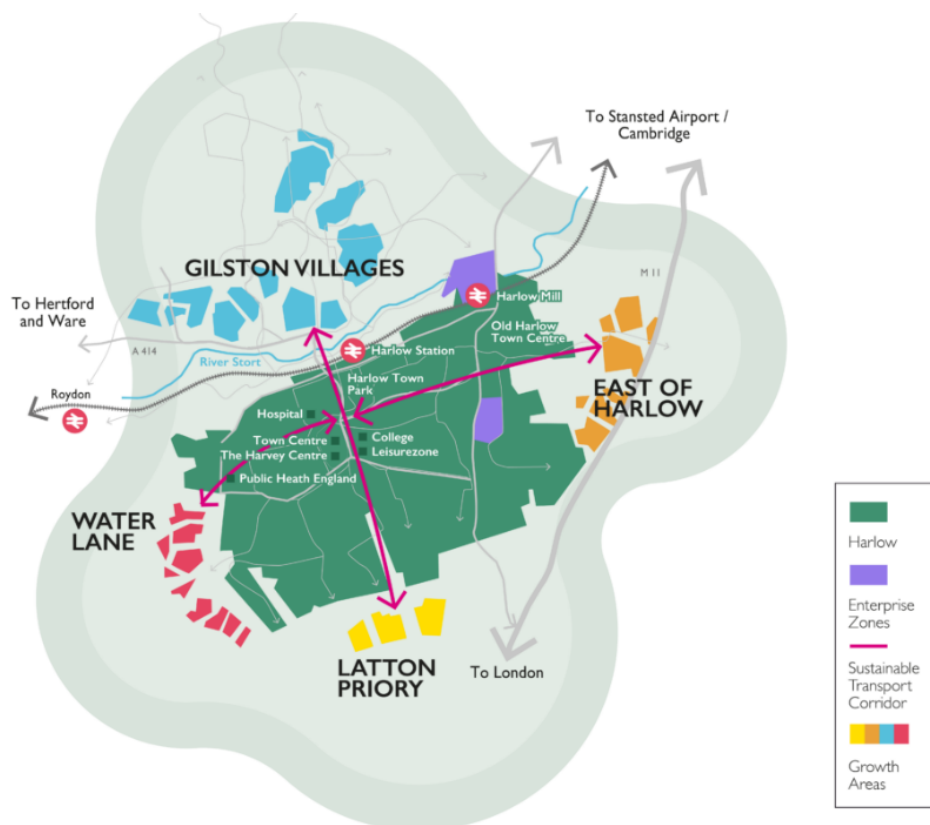 To Stansted Airport /
Cambridge
M11
GILSTON VILLAGES
To Hertford
and Ware
A 414
River Stort
Harlow Mill
Old Harlow
Town Centre
Harlow Station
Roydon
Harlow Town
Park
EAST OF
HARLOW
Hospital
Town Centre
The Harvey Centre
College
Leisurezone
Public Heath England
WATER
LANE
LATTON
PRIORY
To London
Harlow
Enterprise
Zones
Sustainable
Transport
Corridor
Growth
Areas